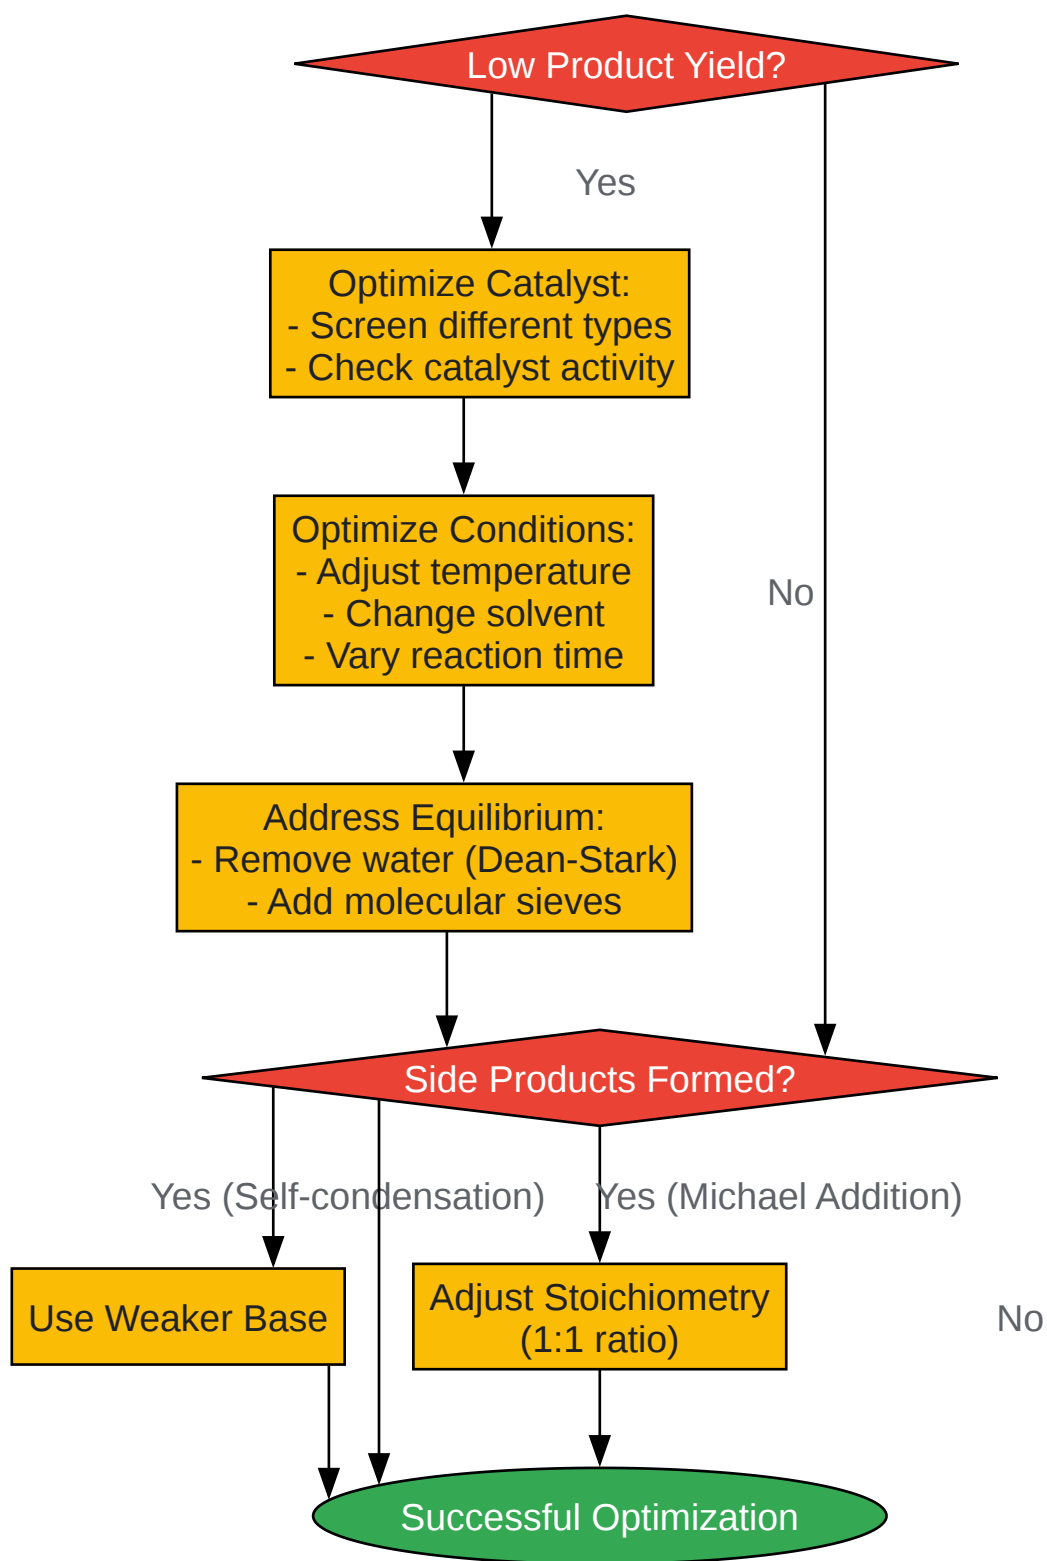 Low Product Yield?
Yes
Optimize Catalyst:
- Screen different types
- Check catalyst activity
Optimize Conditions:
- Adjust temperature
- Change solvent
- Vary reaction time
No
Address Equilibrium:
- Remove water (Dean-Stark)
- Add molecular sieves
Side Products Formed?
Yes (Self-condensation)
Yes (Michael Addition)
Use Weaker Base
Adjust Stoichiometry
(1:1 ratio)
No
Successful Optimization